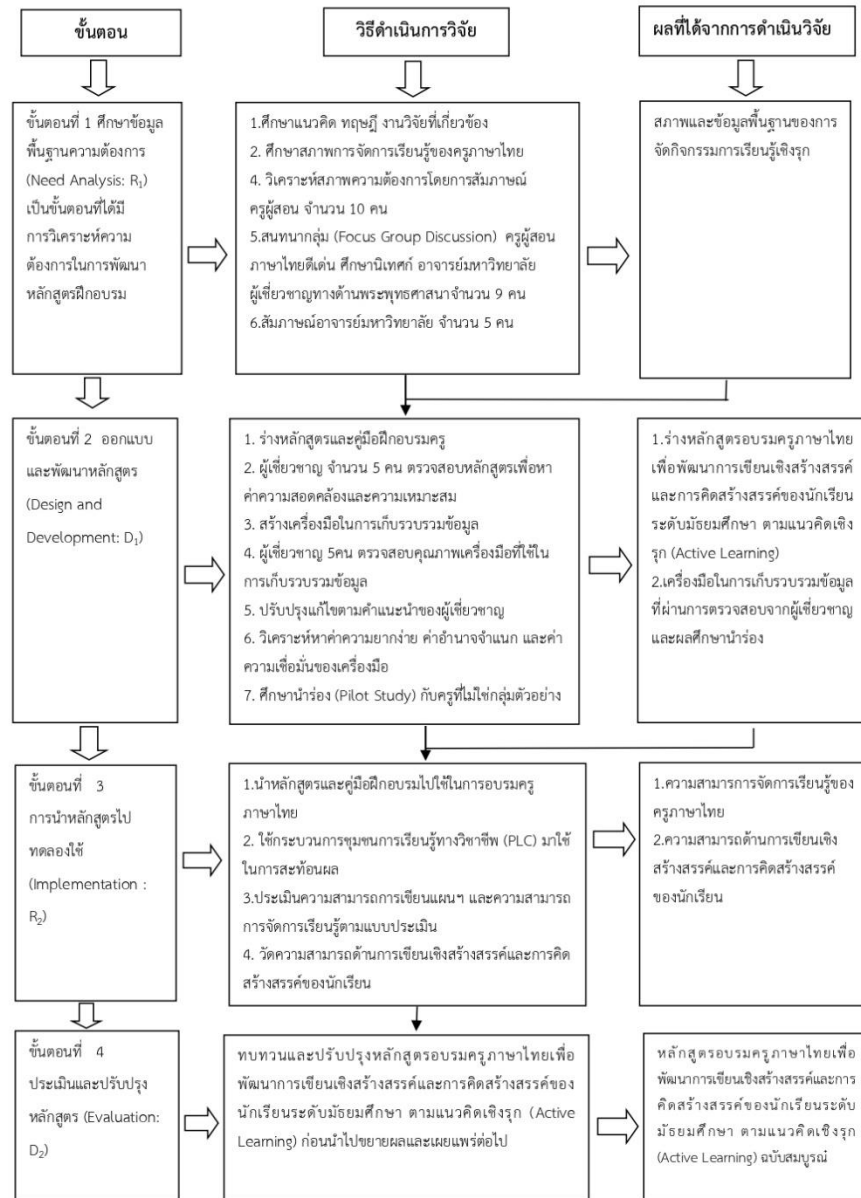 ขั้นตอน
วิธีดำเนินการวิจัย
ผลที่ได้จากการดำเนินวิจัย
ขั้นตอนที่ 1 ศึกษาข้อมูล
พื้นฐานความต้องการ
(Need Analysis: R₁)
เป็นขั้นตอนที่ได้มี
การวิเคราะห์ความ
ต้องการในการพัฒนา
หลักสูตรฝึกอบรม
1.ศึกษาแนวคิด ทฤษฎี งานวิจัยที่เกี่ยวข้อง
2. ศึกษาสภาพการจัดการเรียนรู้ของครูภาษาไทย
4. วิเคราะห์สภาพความต้องการโดยการสัมภาษณ์
ครูผู้สอน จำนวน 10 คน
5.สนทนากลุ่ม (Focus Group Discussion) ครูผู้สอน
ภาษาไทยดีเด่น ศึกษานิเทศก์ อาจารย์มหาวิทยาลัย
ผู้เชี่ยวชาญทางด้านพระพุทธศาสนาจำนวน 9 คน
6.สัมภาษณ์อาจารย์มหาวิทยาลัย จำนวน 5 คน
สภาพและข้อมูลพื้นฐานของการ
จัดกิจกรรมการเรียนรู้เชิงรุก
ขั้นตอนที่ 2 ออกแบบ
และพัฒนาหลักสูตร
(Design and
Development: D₁)
1. ร่างหลักสูตรและคู่มือฝึกอบรมครู
2. ผู้เชี่ยวชาญ จำนวน 5 คน ตรวจสอบหลักสูตรเพื่อหา
ค่าความสอดคล้องและความเหมาะสม
3. สร้างเครื่องมือในการเก็บรวบรวมข้อมูล
4. ผู้เชี่ยวชาญ 5คน ตรวจสอบคุณภาพเครื่องมือที่ใช้ใน
การเก็บรวบรวมข้อมูล
5. ปรับปรุงแก้ไขตามคำแนะนำของผู้เชี่ยวชาญ
6. วิเคราะห์หาค่าความยากง่าย ค่าอำนาจจำแนก และค่า
ความเชื่อมั่นของเครื่องมือ
7. ศึกษานำร่อง (Pilot Study) กับครูที่ไม่ใช่กลุ่มตัวอย่าง
1.ร่างหลักสูตรอบรมครูภาษาไทย
เพื่อพัฒนาการเขียนเชิงสร้างสรรค์
และการคิดสร้างสรรค์ของนักเรียน
ระดับมัธยมศึกษา ตามแนวคิดเชิง
รุก (Active Learning)
2.เครื่องมือในการเก็บรวบรวมข้อมูล
ที่ผ่านการตรวจสอบจากผู้เชี่ยวชาญ
และผลศึกษานำร่อง
ขั้นตอนที่ 3
การนำหลักสูตรไป
ทดลองใช้
(Implementation :
R₂)
1.นำหลักสูตรและคู่มือฝึกอบรมไปใช้ในการอบรมครู
ภาษาไทย
2. ใช้กระบวนการชุมชนการเรียนรู้ทางวิชาชีพ (PLC) มาใช้
ในการสะท้อนผล
3.ประเมินความสามารถการเขียนแผนฯ และความสามารถ
การจัดการเรียนรู้ตามแบบประเมิน
4. วัดความสามารถด้านการเขียนเชิงสร้างสรรค์และการคิด
สร้างสรรค์ของนักเรียน
1.ความสามารการจัดการเรียนรู้ของ
ครูภาษาไทย
2.ความสามารถด้านการเขียนเชิง
สร้างสรรค์และการคิดสร้างสรรค์
ของนักเรียน
ขั้นตอนที่ 4
ประเมินและปรับปรุง
หลักสูตร (Evaluation:
D₂)
ทบทวนและปรับปรุงหลักสูตรอบรมครูภาษาไทยเพื่อ
พัฒนาการเขียนเชิงสร้างสรรค์และการคิดสร้างสรรค์ของ
นักเรียนระดับมัธยมศึกษา ตามแนวคิดเชิงรุก (Active
Learning) ก่อนนำไปขยายผลและเผยแพร่ต่อไป
หลักสูตรอบรมครูภาษาไทยเพื่อ
พัฒนาการเขียนเชิงสร้างสรรค์และการ
คิดสร้างสรรค์ของนักเรียนระดับ
มัธยมศึกษา ตามแนวคิดเชิงรุก
(Active Learning) ฉบับสมบูรณ์